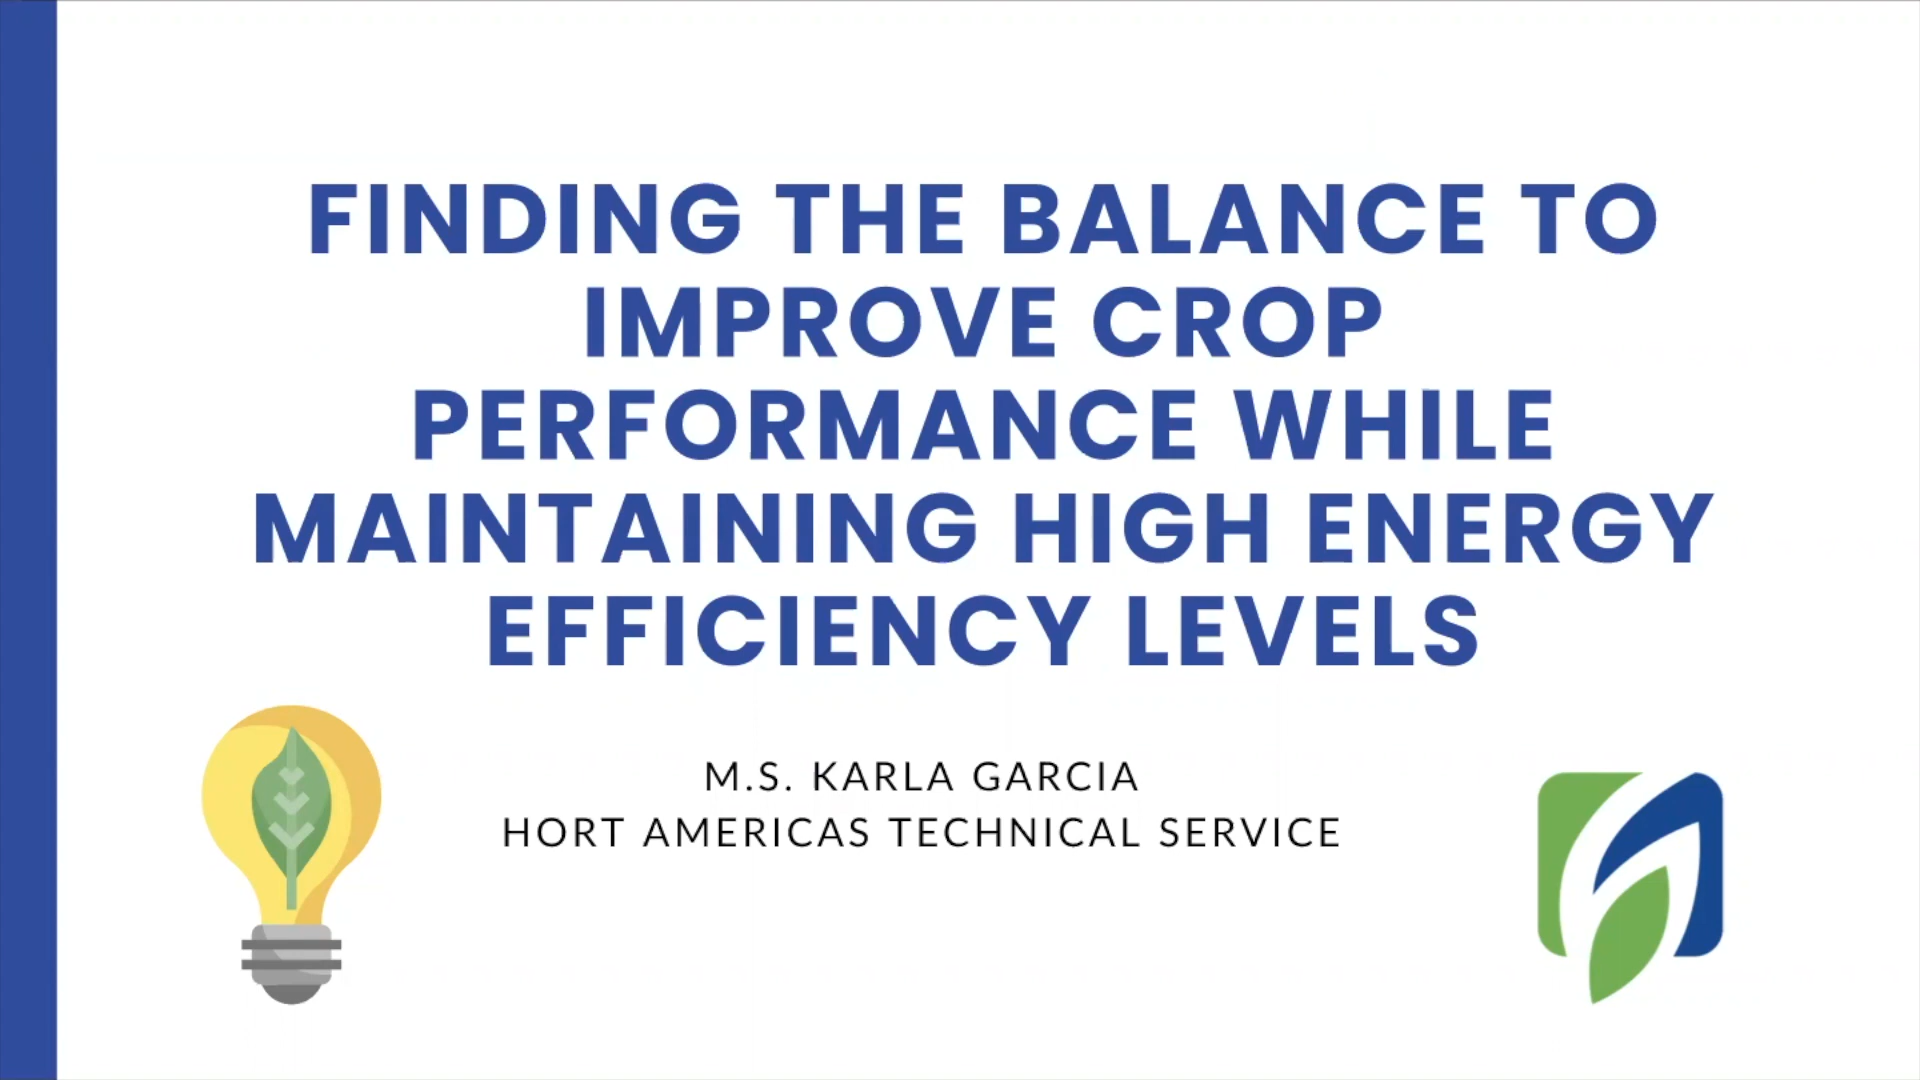 FINDING THE BALANCE TO
IMPROVE CROP
PERFORMANCE WHILE
MAINTAINING HIGH ENERGY
EFFICIENCY LEVELS
M.S. KARLA GARCIA
HORT AMERICAS TECHNICAL SERVICE